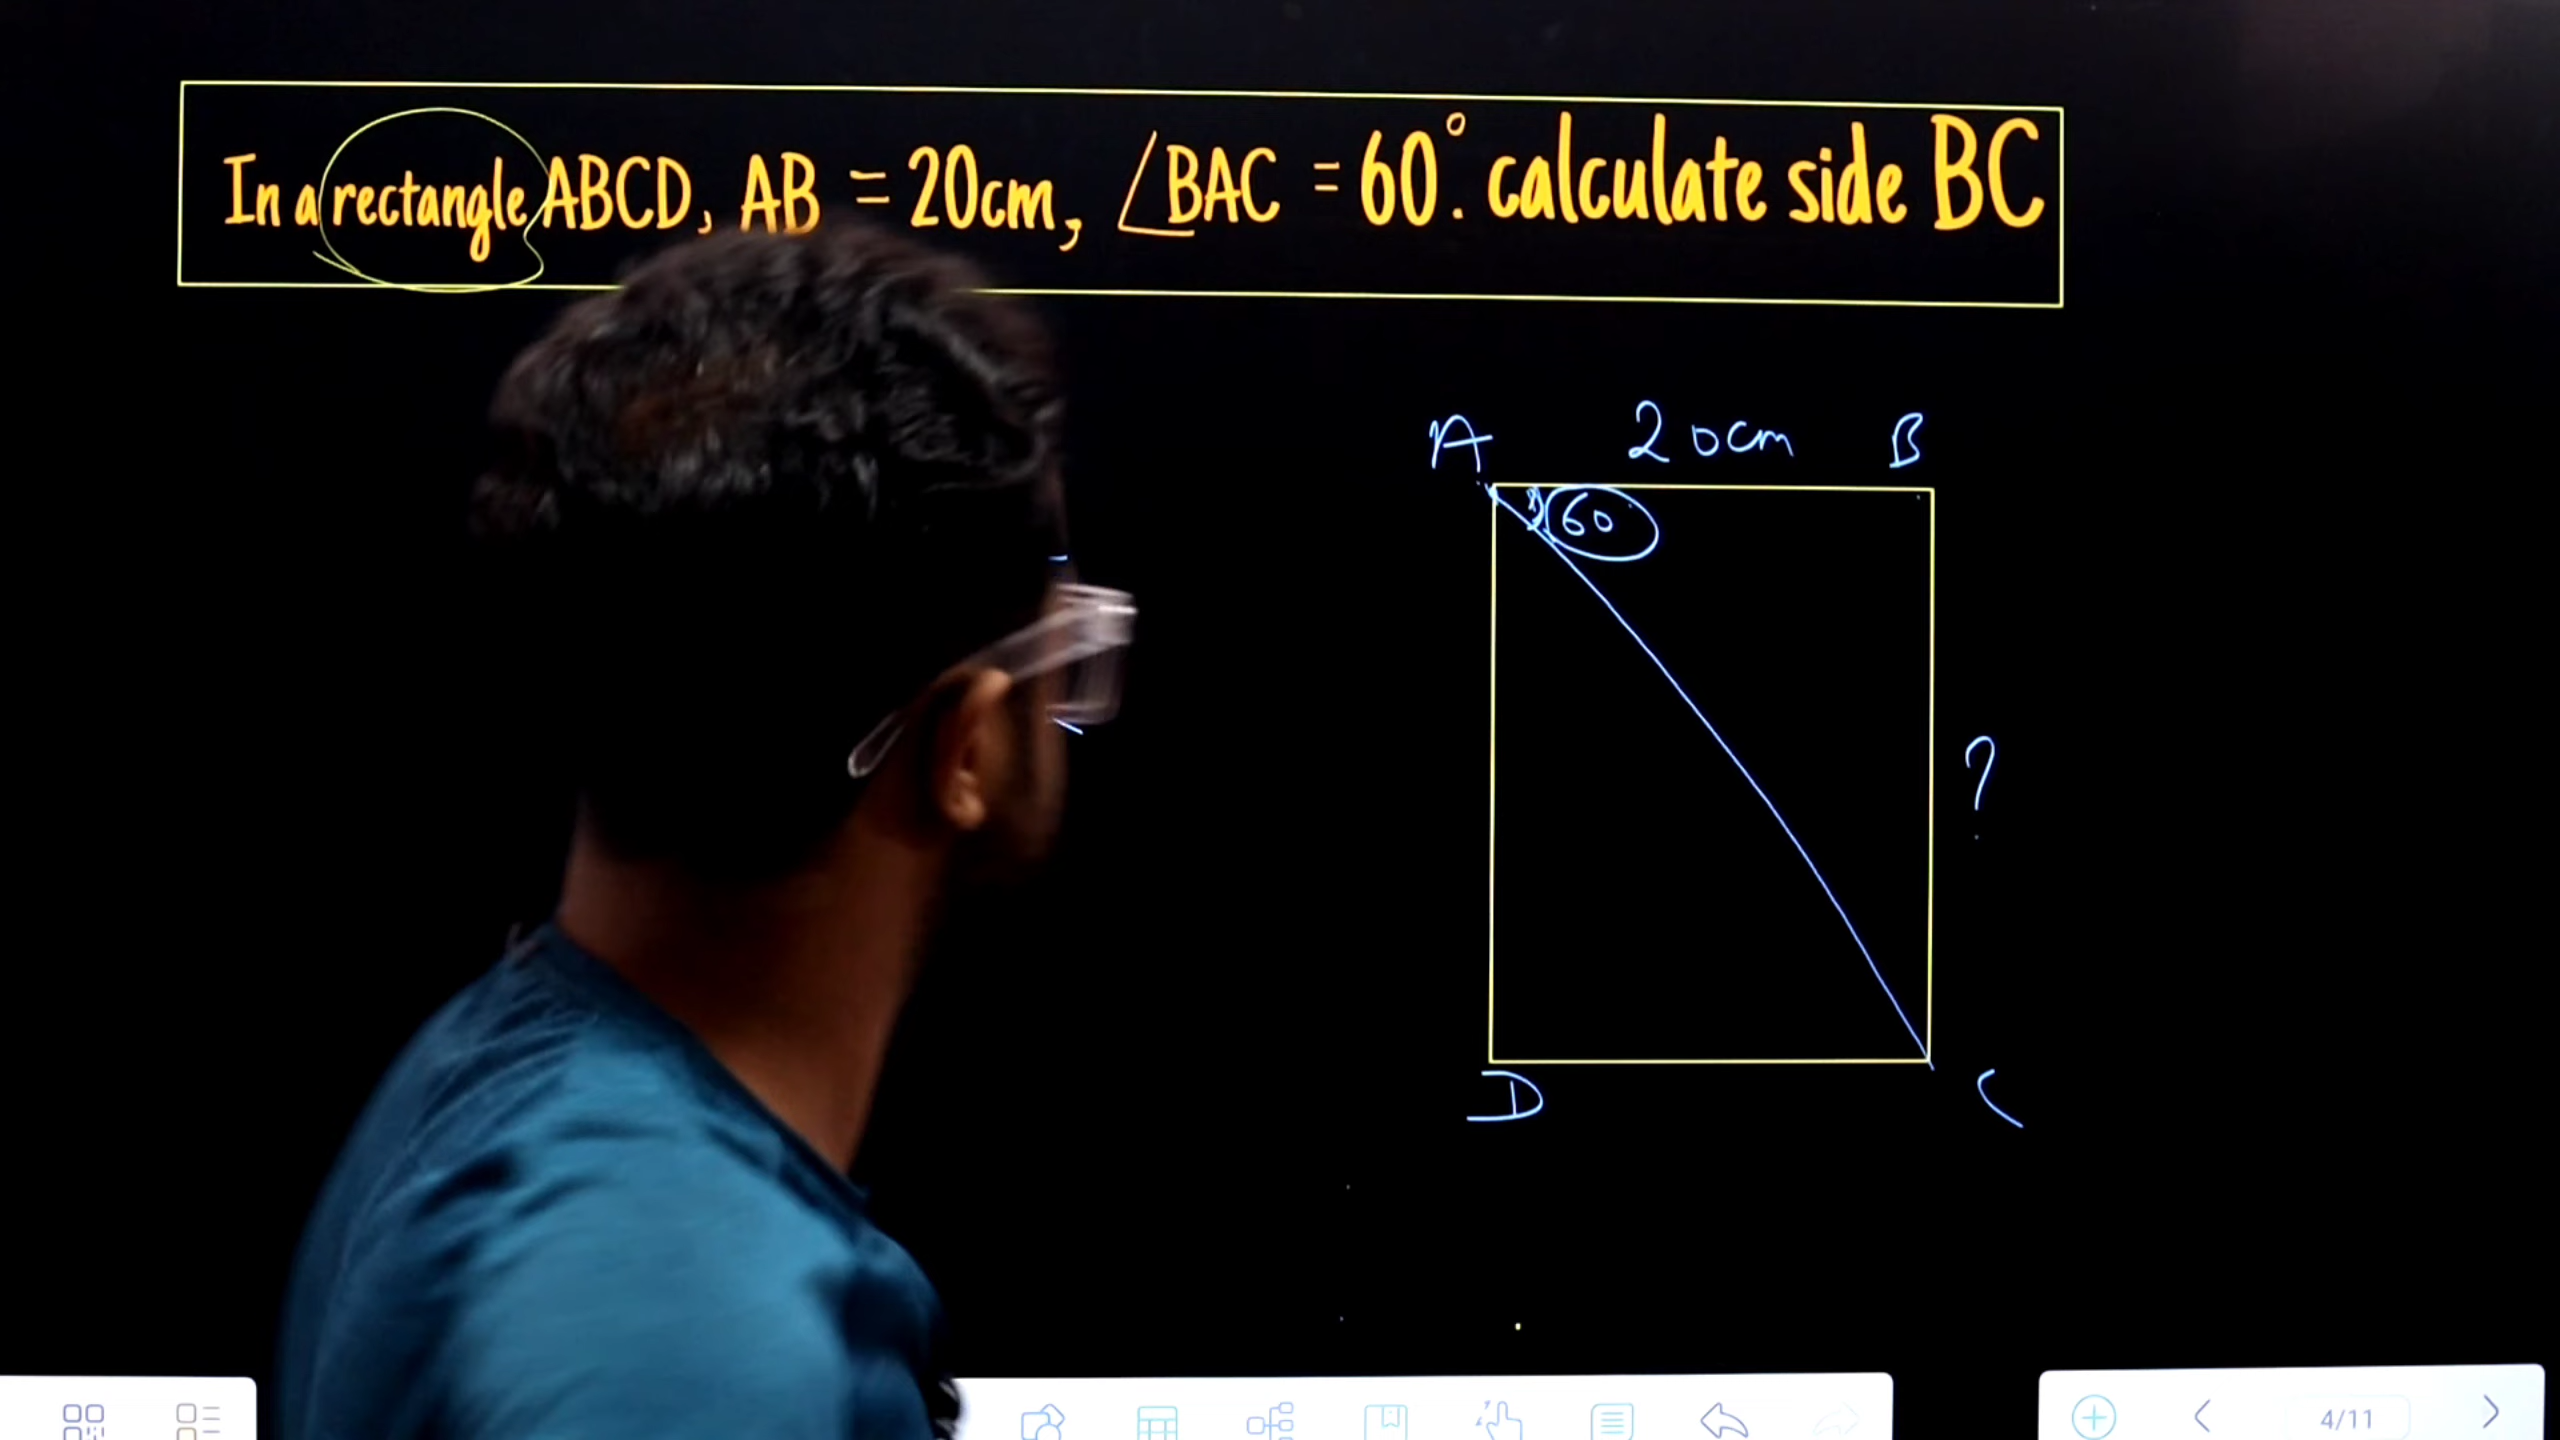 In a rectangle ABCD, AB = 20cm, ∠BAC = 60°. calculate side BC
A 20cm B
60
?
D C
4/11